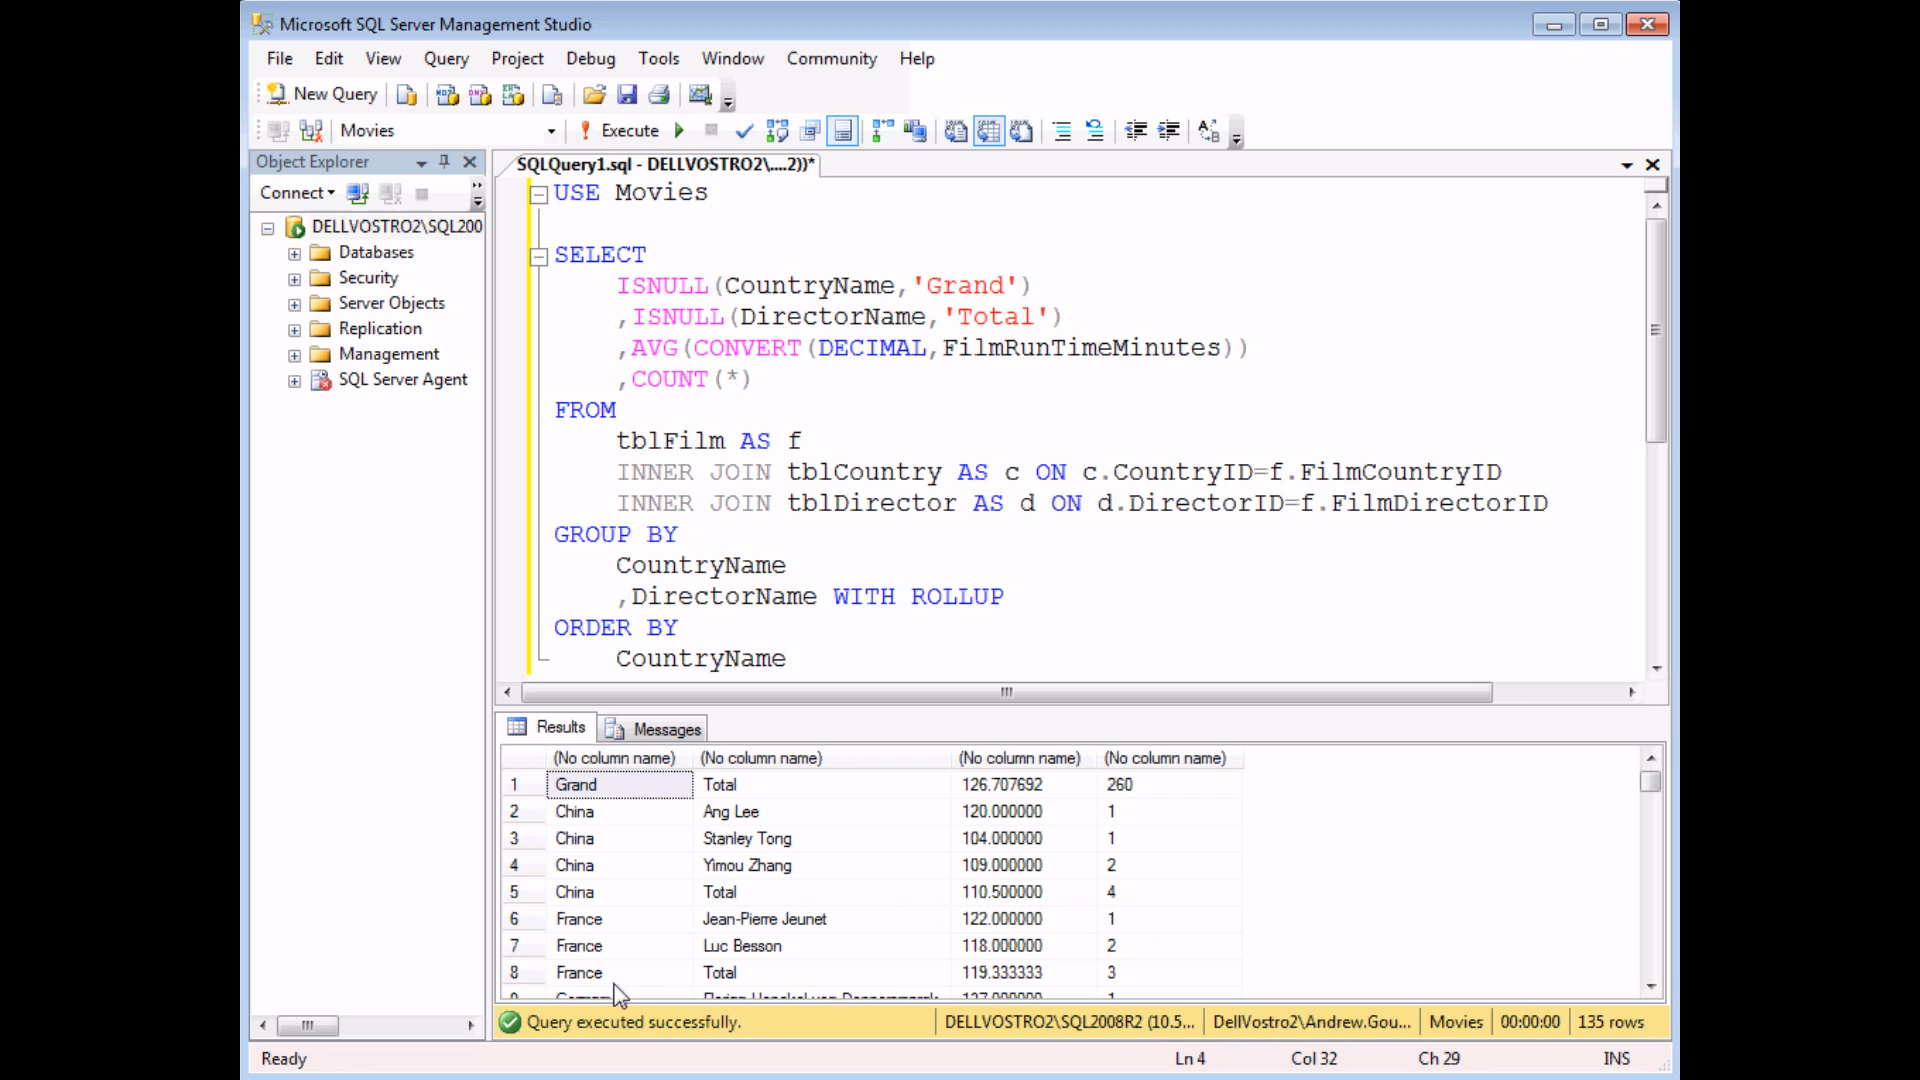 Microsoft SQL Server Management Studio
File Edit View Query Project Debug Tools Window Community Help
New Query
Movies Execute
Object Explorer
SQLQuery1.sql - DELLVOSTRO2\....2))*
Connect
DELLVOSTRO2\SQL200
Databases
Security
Server Objects
Replication
Management
SQL Server Agent
USE Movies
SELECT
ISNULL(CountryName,'Grand')
,ISNULL(DirectorName,'Total')
,AVG(CONVERT(DECIMAL,FilmRunTimeMinutes))
,COUNT(*)
FROM
tblFilm AS f
INNER JOIN tblCountry AS c ON c.CountryID=f.FilmCountryID
INNER JOIN tblDirector AS d ON d.DirectorID=f.FilmDirectorID
GROUP BY
CountryName
,DirectorName WITH ROLLUP
ORDER BY
CountryName
Results Messages
(No column name) (No column name) (No column name) (No column name)
1 Grand Total 126.707692 260
2 China Ang Lee 120.000000 1
3 China Stanley Tong 104.000000 1
4 China Yimou Zhang 109.000000 2
5 China Total 110.500000 4
6 France Jean-Pierre Jeunet 122.000000 1
7 France Luc Besson 118.000000 2
8 France Total 119.333333 3
Query executed successfully. DELLVOSTRO2\SQL2008R2 (10.5... DellVostro2\Andrew.Gou... Movies 00:00:00 135 rows
Ready Ln 4 Col 32 Ch 29 INS